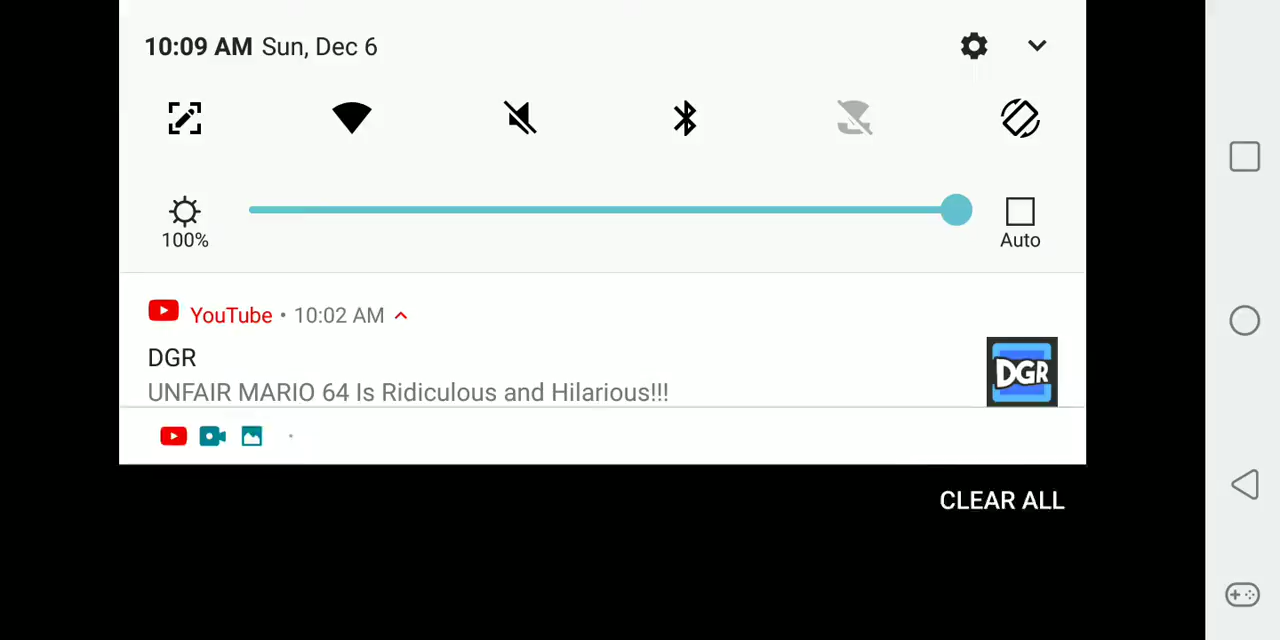 10:09 AM Sun, Dec 6
100%
Auto
YouTube • 10:02 AM
DGR
UNFAIR MARIO 64 Is Ridiculous and Hilarious!!!
DGR
CLEAR ALL